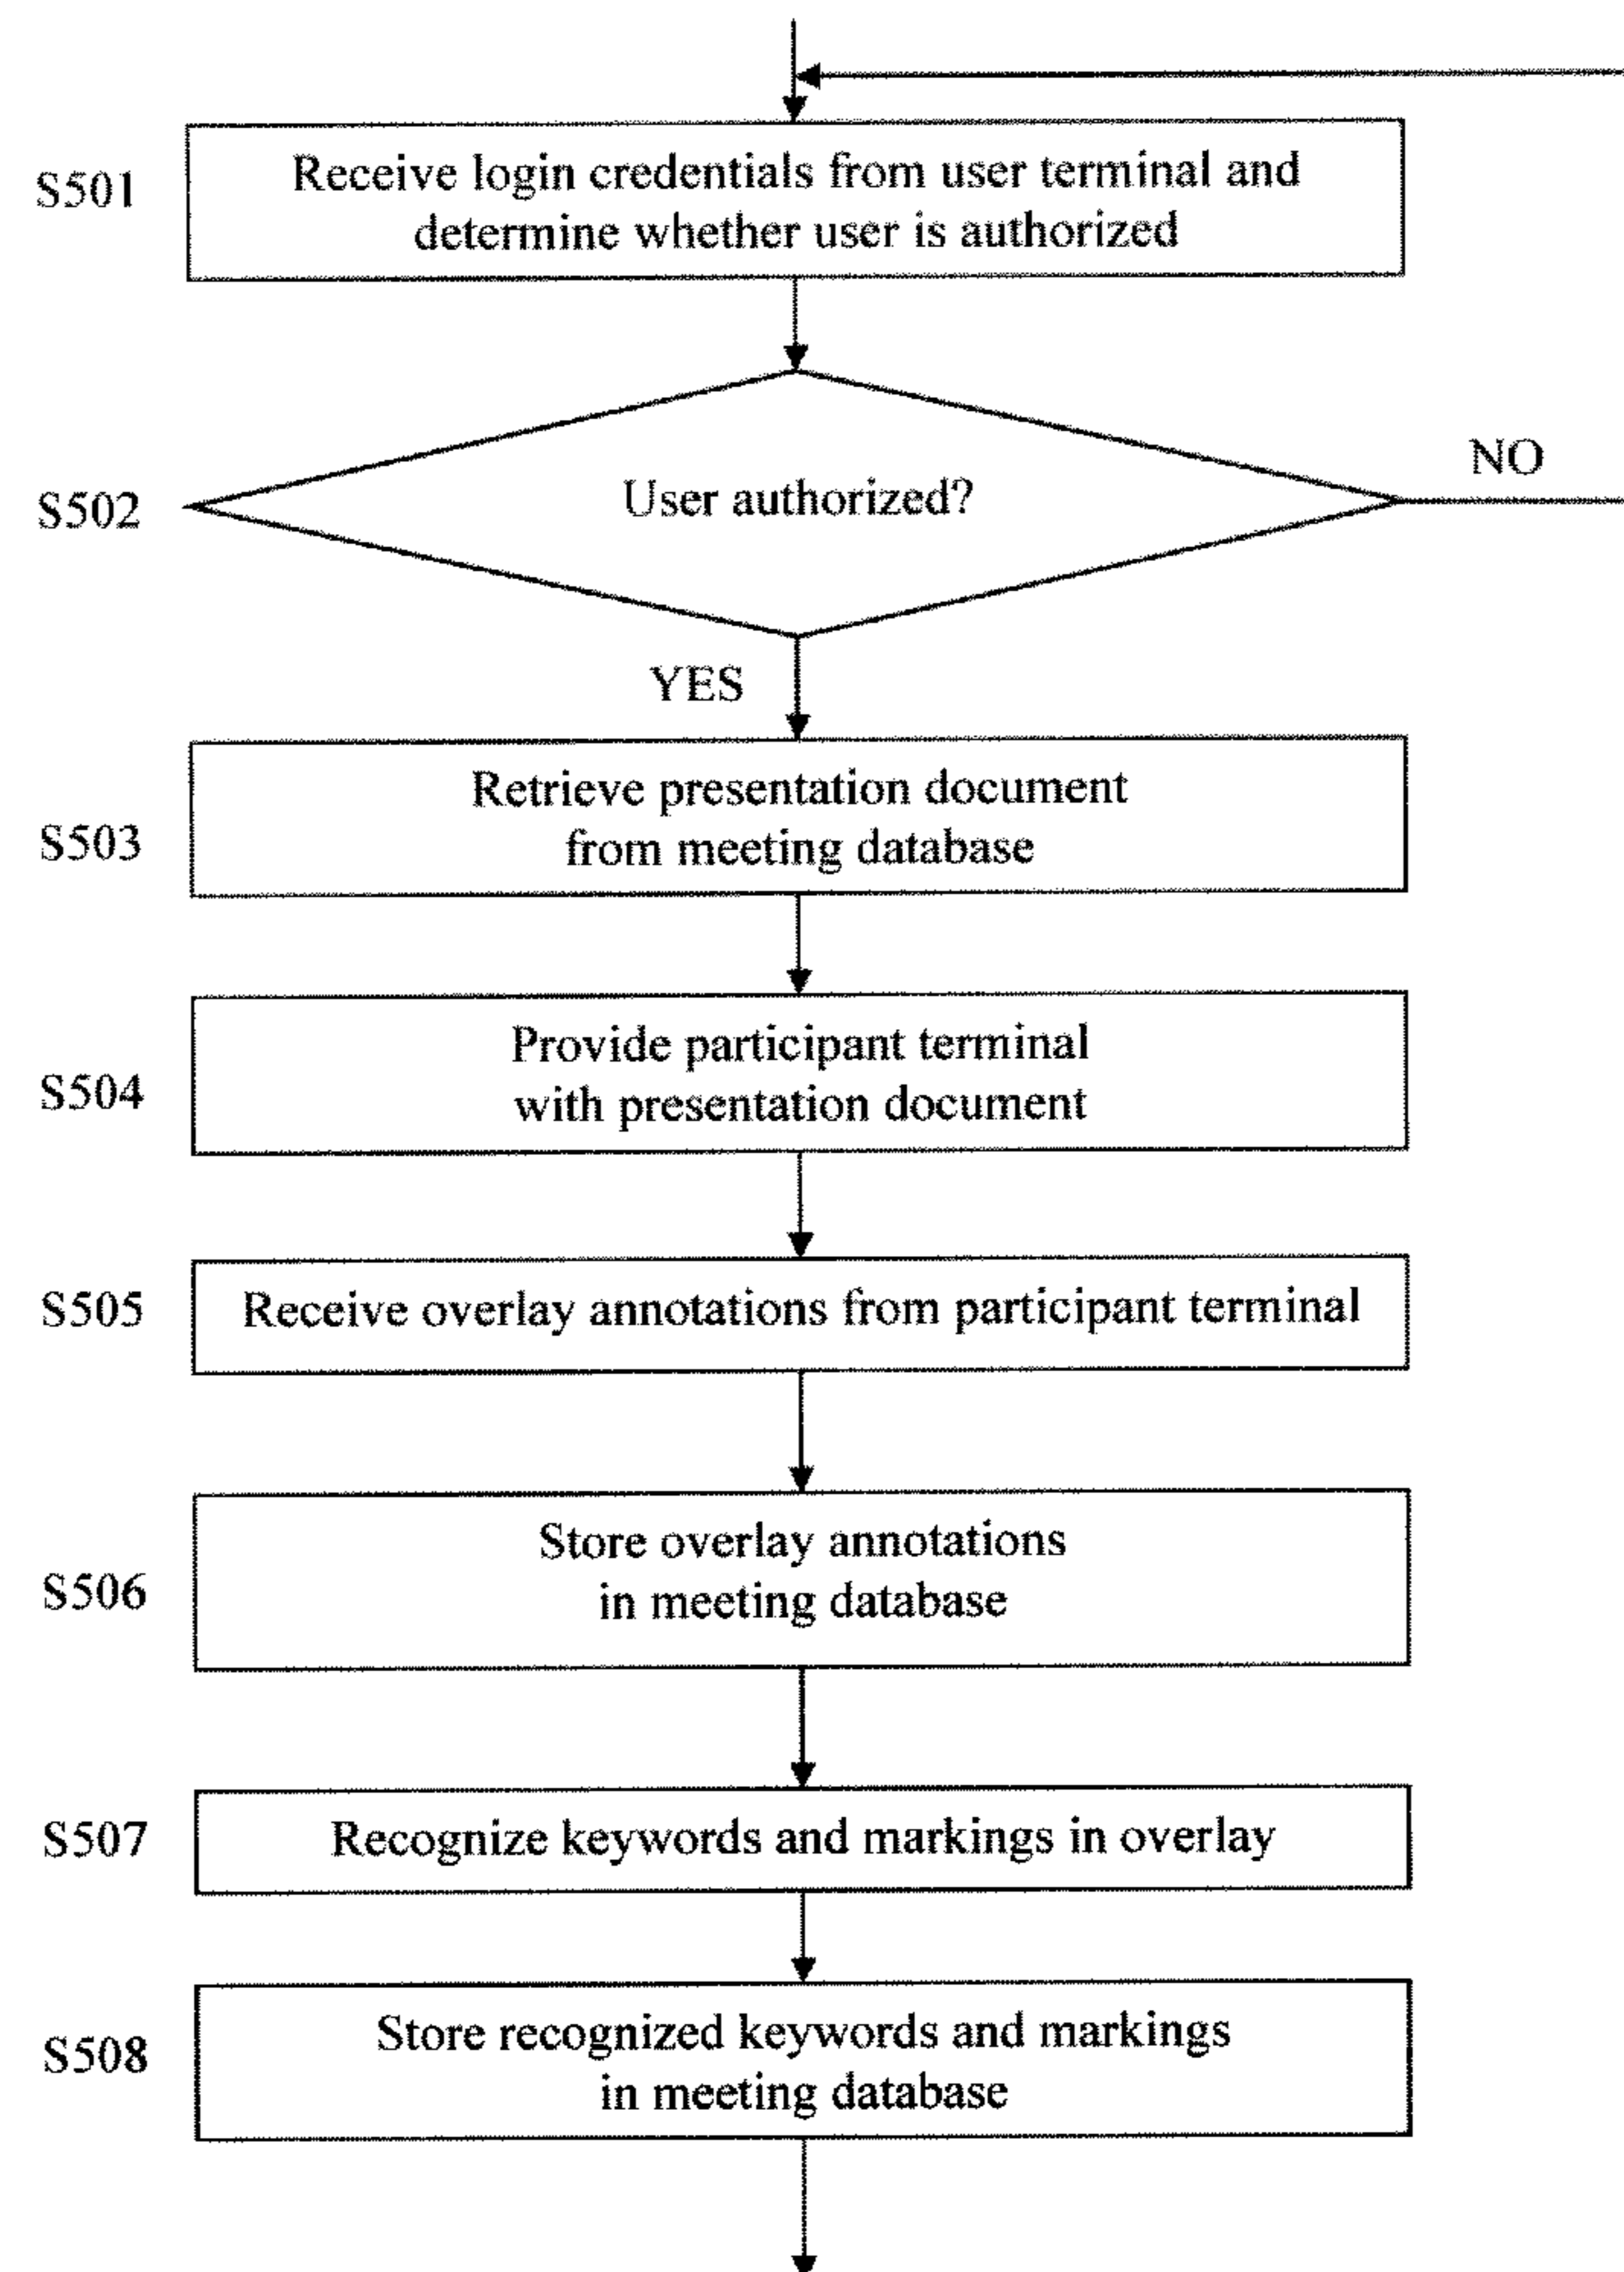 S501
Receive login credentials from user terminal and
determine whether user is authorized
S502
User authorized?
NO
YES
S503
Retrieve presentation document
from meeting database
S504
Provide participant terminal
with presentation document
S505
Receive overlay annotations from participant terminal
S506
Store overlay annotations
in meeting database
S507
Recognize keywords and markings in overlay
S508
Store recognized keywords and markings
in meeting database